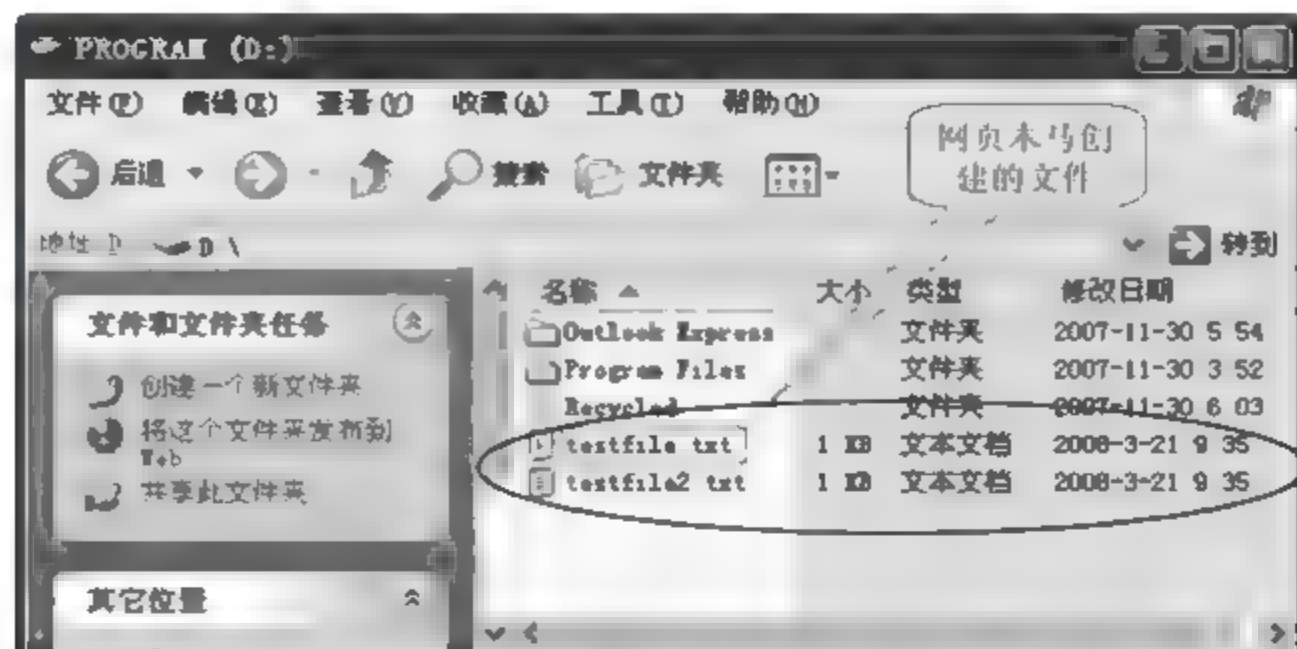 PROGRAM (D:)
文件(F) 编辑(E) 查看(V) 收藏(A) 工具(T) 帮助(H)
网页木马创
建的文件
后退 搜索 文件夹
地址 D D \
转到
名称 大小 类型 修改日期
文件和文件夹任务
Outlook Express 文件夹 2007-11-30 5 54
Program Files 文件夹 2007-11-30 3 52
创建一个新文件夹
Recycled 文件夹 2007-11-30 6 03
将这个文件夹发布到
Web
testfile txt 1 KB 文本文档 2008-3-21 9 35
testfile2 txt 1 KB 文本文档 2008-3-21 9 35
共享此文件夹
其它位置